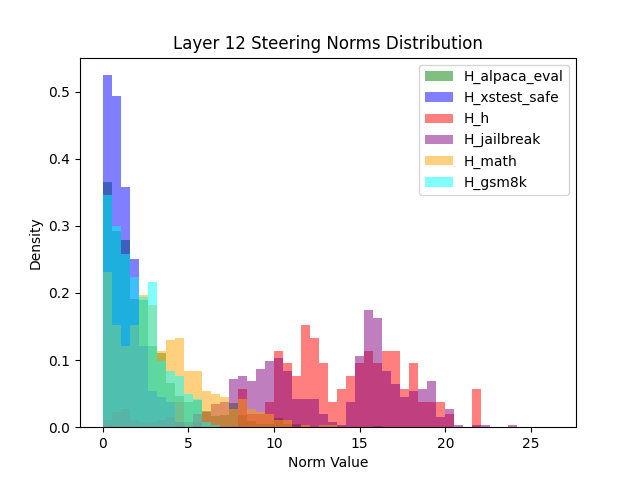 Layer 12 Steering Norms Distribution
H_alpaca_eval
H_xstest_safe
H_h
H_jailbreak
H_math
H_gsm8k
0.5
0.4
0.3
0.2
0.1
0.0
Density
0 5 10 15 20 25
Norm Value